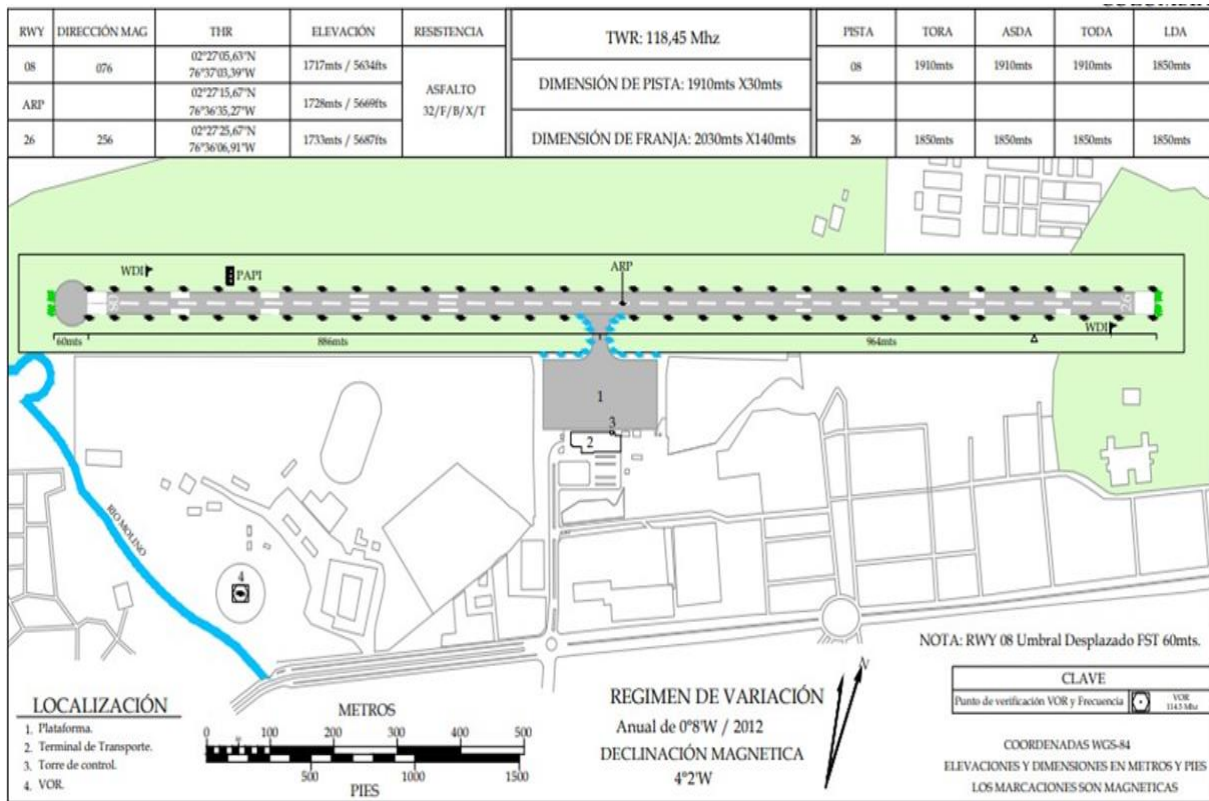 RWY DIRECCIÓN MAG THR ELEVACIÓN RESISTENCIA
08 076 02°27'05,63"N 76°37'03,39"W 1717mts / 5634fts
ARP 02°27'15,67"N 76°36'35,27"W 1728mts / 5669fts
26 256 02°27'25,67"N 76°36'06,91"W 1733mts / 5687fts
ASFALTO
32/F/B/X/T
TWR: 118,45 Mhz
DIMENSIÓN DE PISTA: 1910mts X30mts
DIMENSIÓN DE FRANJA: 2030mts X140mts
PISTA TORA ASDA TODA LDA
08 1910mts 1910mts 1910mts 1850mts
26 1850mts 1850mts 1850mts 1850mts
WDI
PAPI
ARP
08
26
WDI
60mts
886mts
964mts
1
3
2
RIO MOLINO
4
NOTA: RWY 08 Umbral Desplazado FST 60mts.
LOCALIZACIÓN
1. Plataforma.
2. Terminal de Transporte.
3. Torre de control.
4. VOR.
METROS
0 50 100 200 300 400 500
500 1000 1500
PIES
REGIMEN DE VARIACIÓN
Anual de 0°8'W / 2012
DECLINACIÓN MAGNETICA
4°2'W
N
CLAVE
Punto de verificación VOR y Frecuencia
VOR
114.5 Mhz
COORDENADAS WGS-84
ELEVACIONES Y DIMENSIONES EN METROS Y PIES
LOS MARCACIONES SON MAGNETICAS